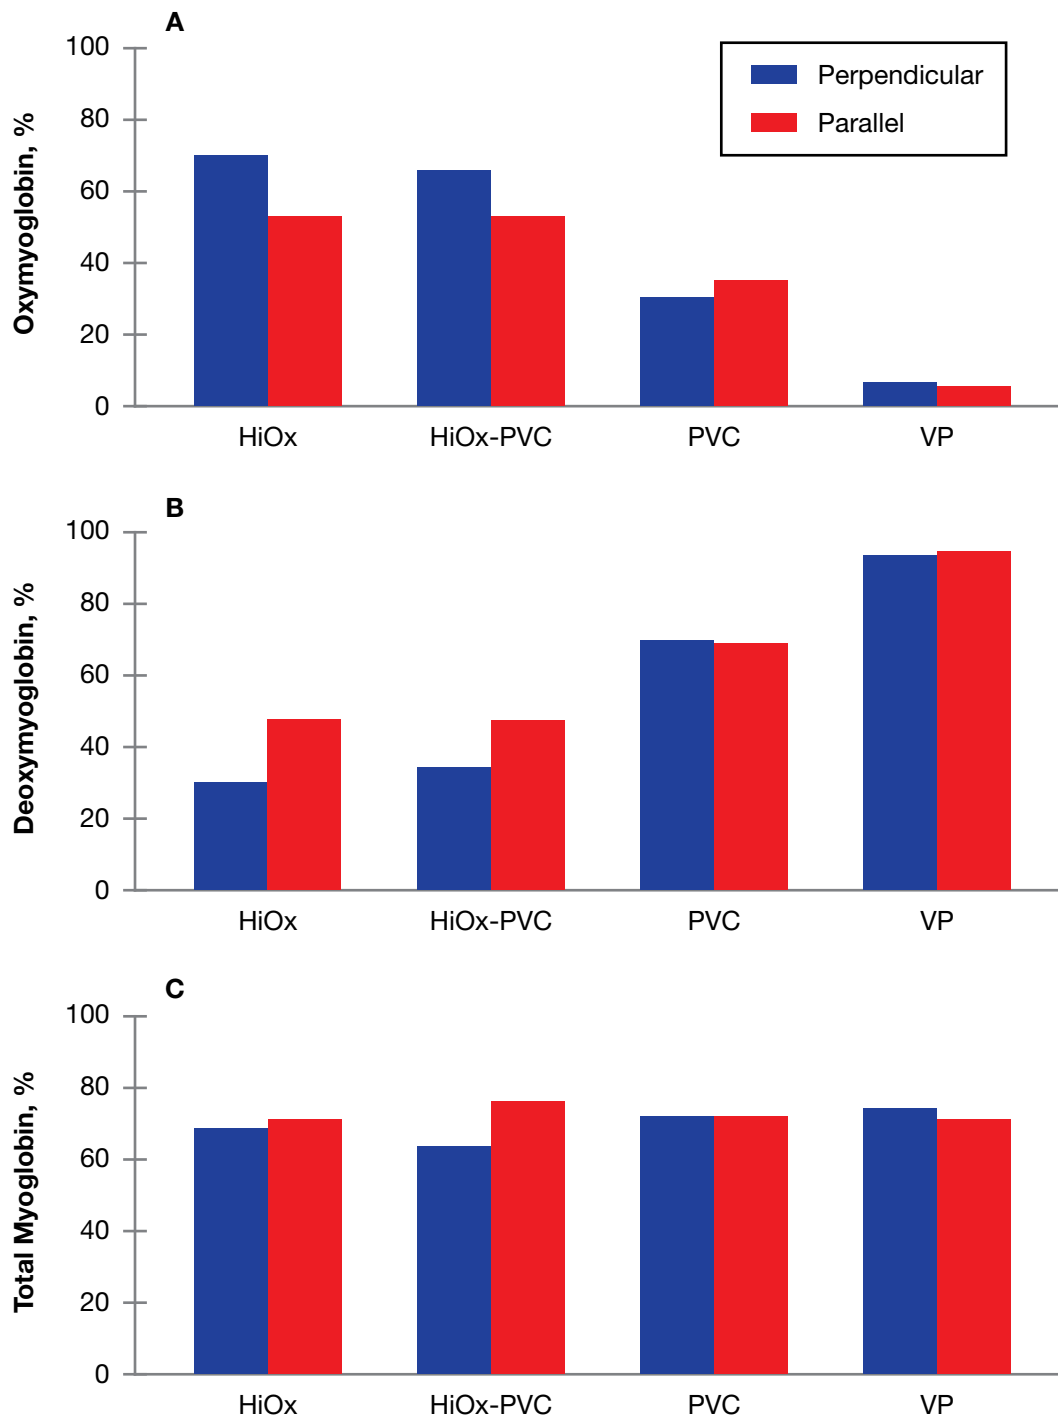 A
Oxymyoglobin, %
100
80
60
40
20
0
Perpendicular
Parallel
HiOx HiOx-PVC PVC VP
B
Deoxymyoglobin, %
100
80
60
40
20
0
HiOx HiOx-PVC PVC VP
C
Total Myoglobin, %
100
80
60
40
20
0
HiOx HiOx-PVC PVC VP